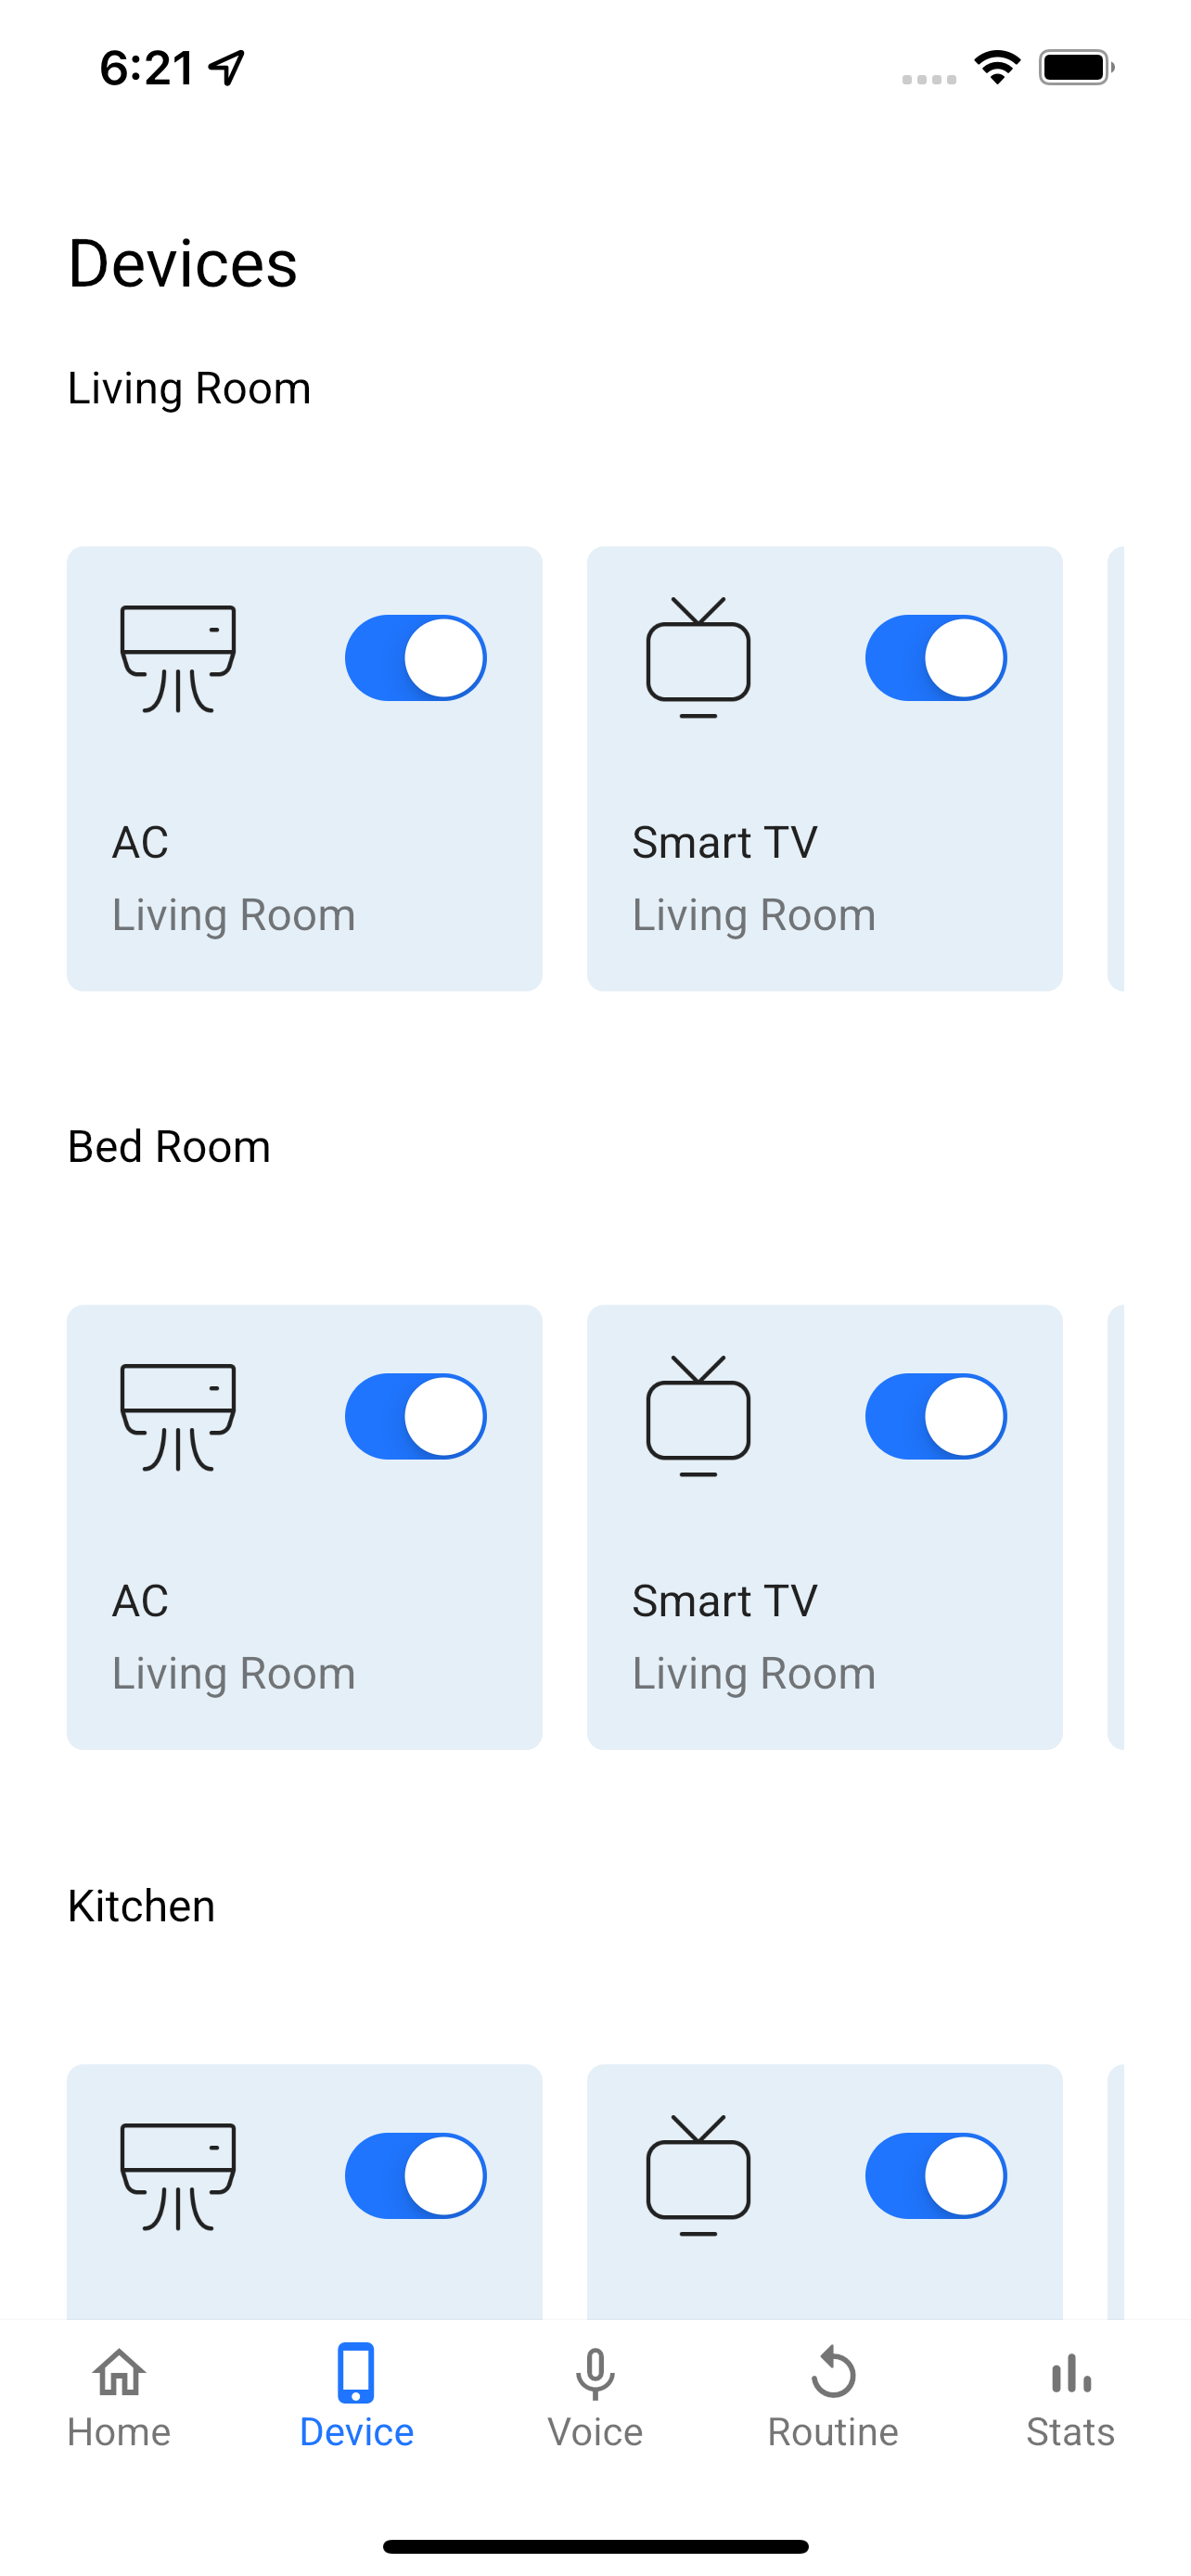 6:21
Devices
Living Room
AC
Living Room
Smart TV
Living Room
Bed Room
AC
Living Room
Smart TV
Living Room
Kitchen
Home
Device
Voice
Routine
Stats